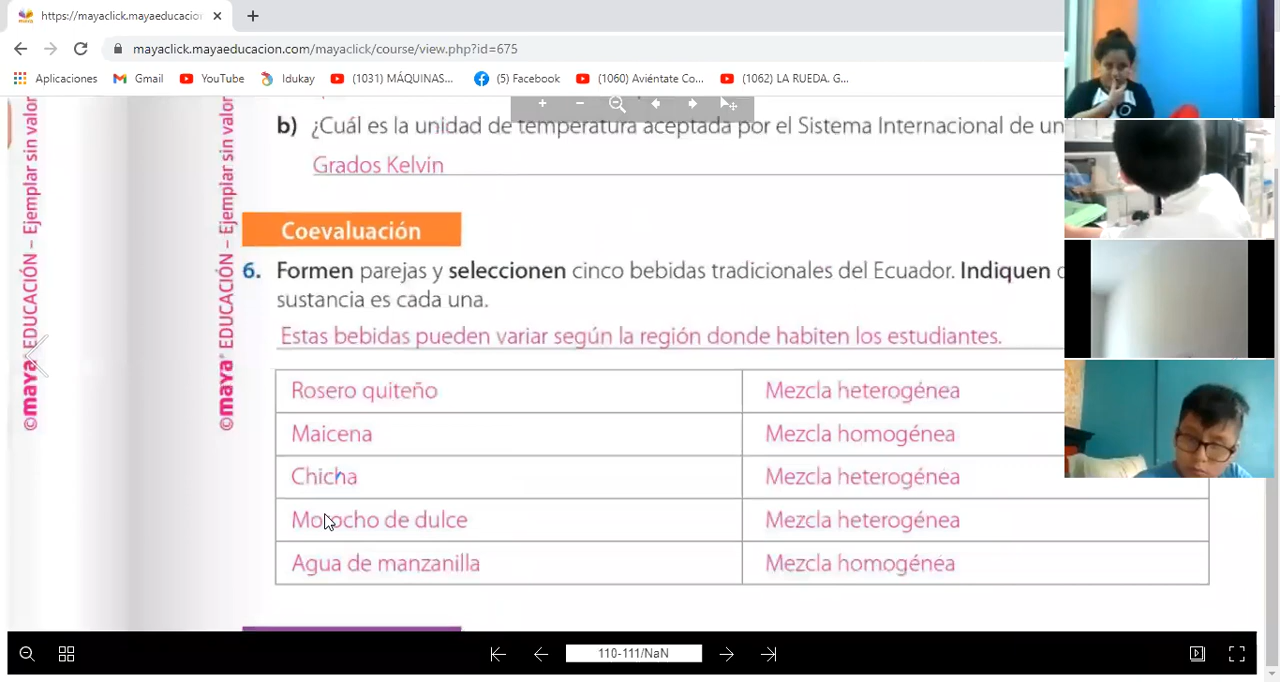 https://mayaclick.mayaeducacion
mayaclick.mayaeducacion.com/mayaclick/course/view.php?id=675
Aplicaciones Gmail YouTube Idukay (1031) MÁQUINAS... (5) Facebook (1060) Aviéntate Co... (1062) LA RUEDA. G...
©maya EDUCACIÓN – Ejemplar sin valor
©maya® EDUCACIÓN – Ejemplar sin valor
b) ¿Cuál es la unidad de temperatura aceptada por el Sistema Internacional de un
Grados Kelvin
Coevaluación
6. Formen parejas y seleccionen cinco bebidas tradicionales del Ecuador. Indiquen
sustancia es cada una.
Estas bebidas pueden variar según la región donde habiten los estudiantes.
Rosero quiteño Mezcla heterogénea
Maicena Mezcla homogénea
Chicha Mezcla heterogénea
Morocho de dulce Mezcla heterogénea
Agua de manzanilla Mezcla homogénea
110-111/NaN